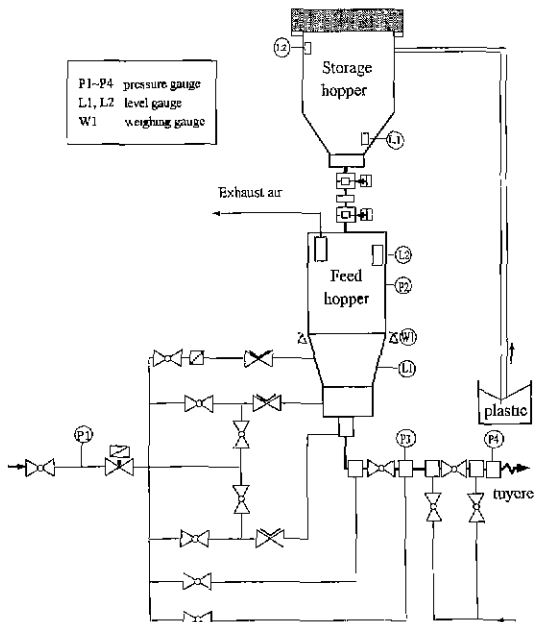 L2
Storage
hopper
P1~P4 pressure gauge
L1, L2 level gauge
W1 weighing gauge
L1
Exhaust air
L2
Feed
hopper
P2
W1
L1
plastic
P1
P3
P4
tuyere